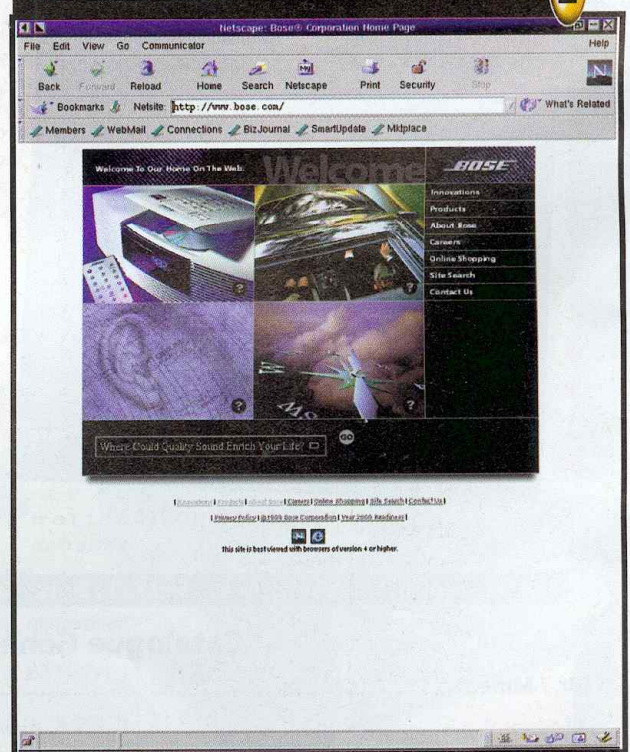 Netscape: Bose® Corporation Home Page
File Edit View Go Communicator Help
Back Forward Reload Home Search Netscape Print Security Stop
Bookmarks Netsite: http://www.bose.com/ What's Related
Members WebMail Connections BizJournal SmartUpdate Mktplace
Welcome To Our Home On The Web.
Welcome
BOSE
Innovations
Products
About Bose
Careers
Online Shopping
Site Search
Contact Us
Where Could Quality Sound Enrich Your Life?
GO
| Innovations | Products | About Bose | Careers | Online Shopping | Site Search | Contact Us |
| Privacy Policy | @1999 Bose Corporation | Year 2000 Readiness |
This site is best viewed with browsers of version 4 or higher.